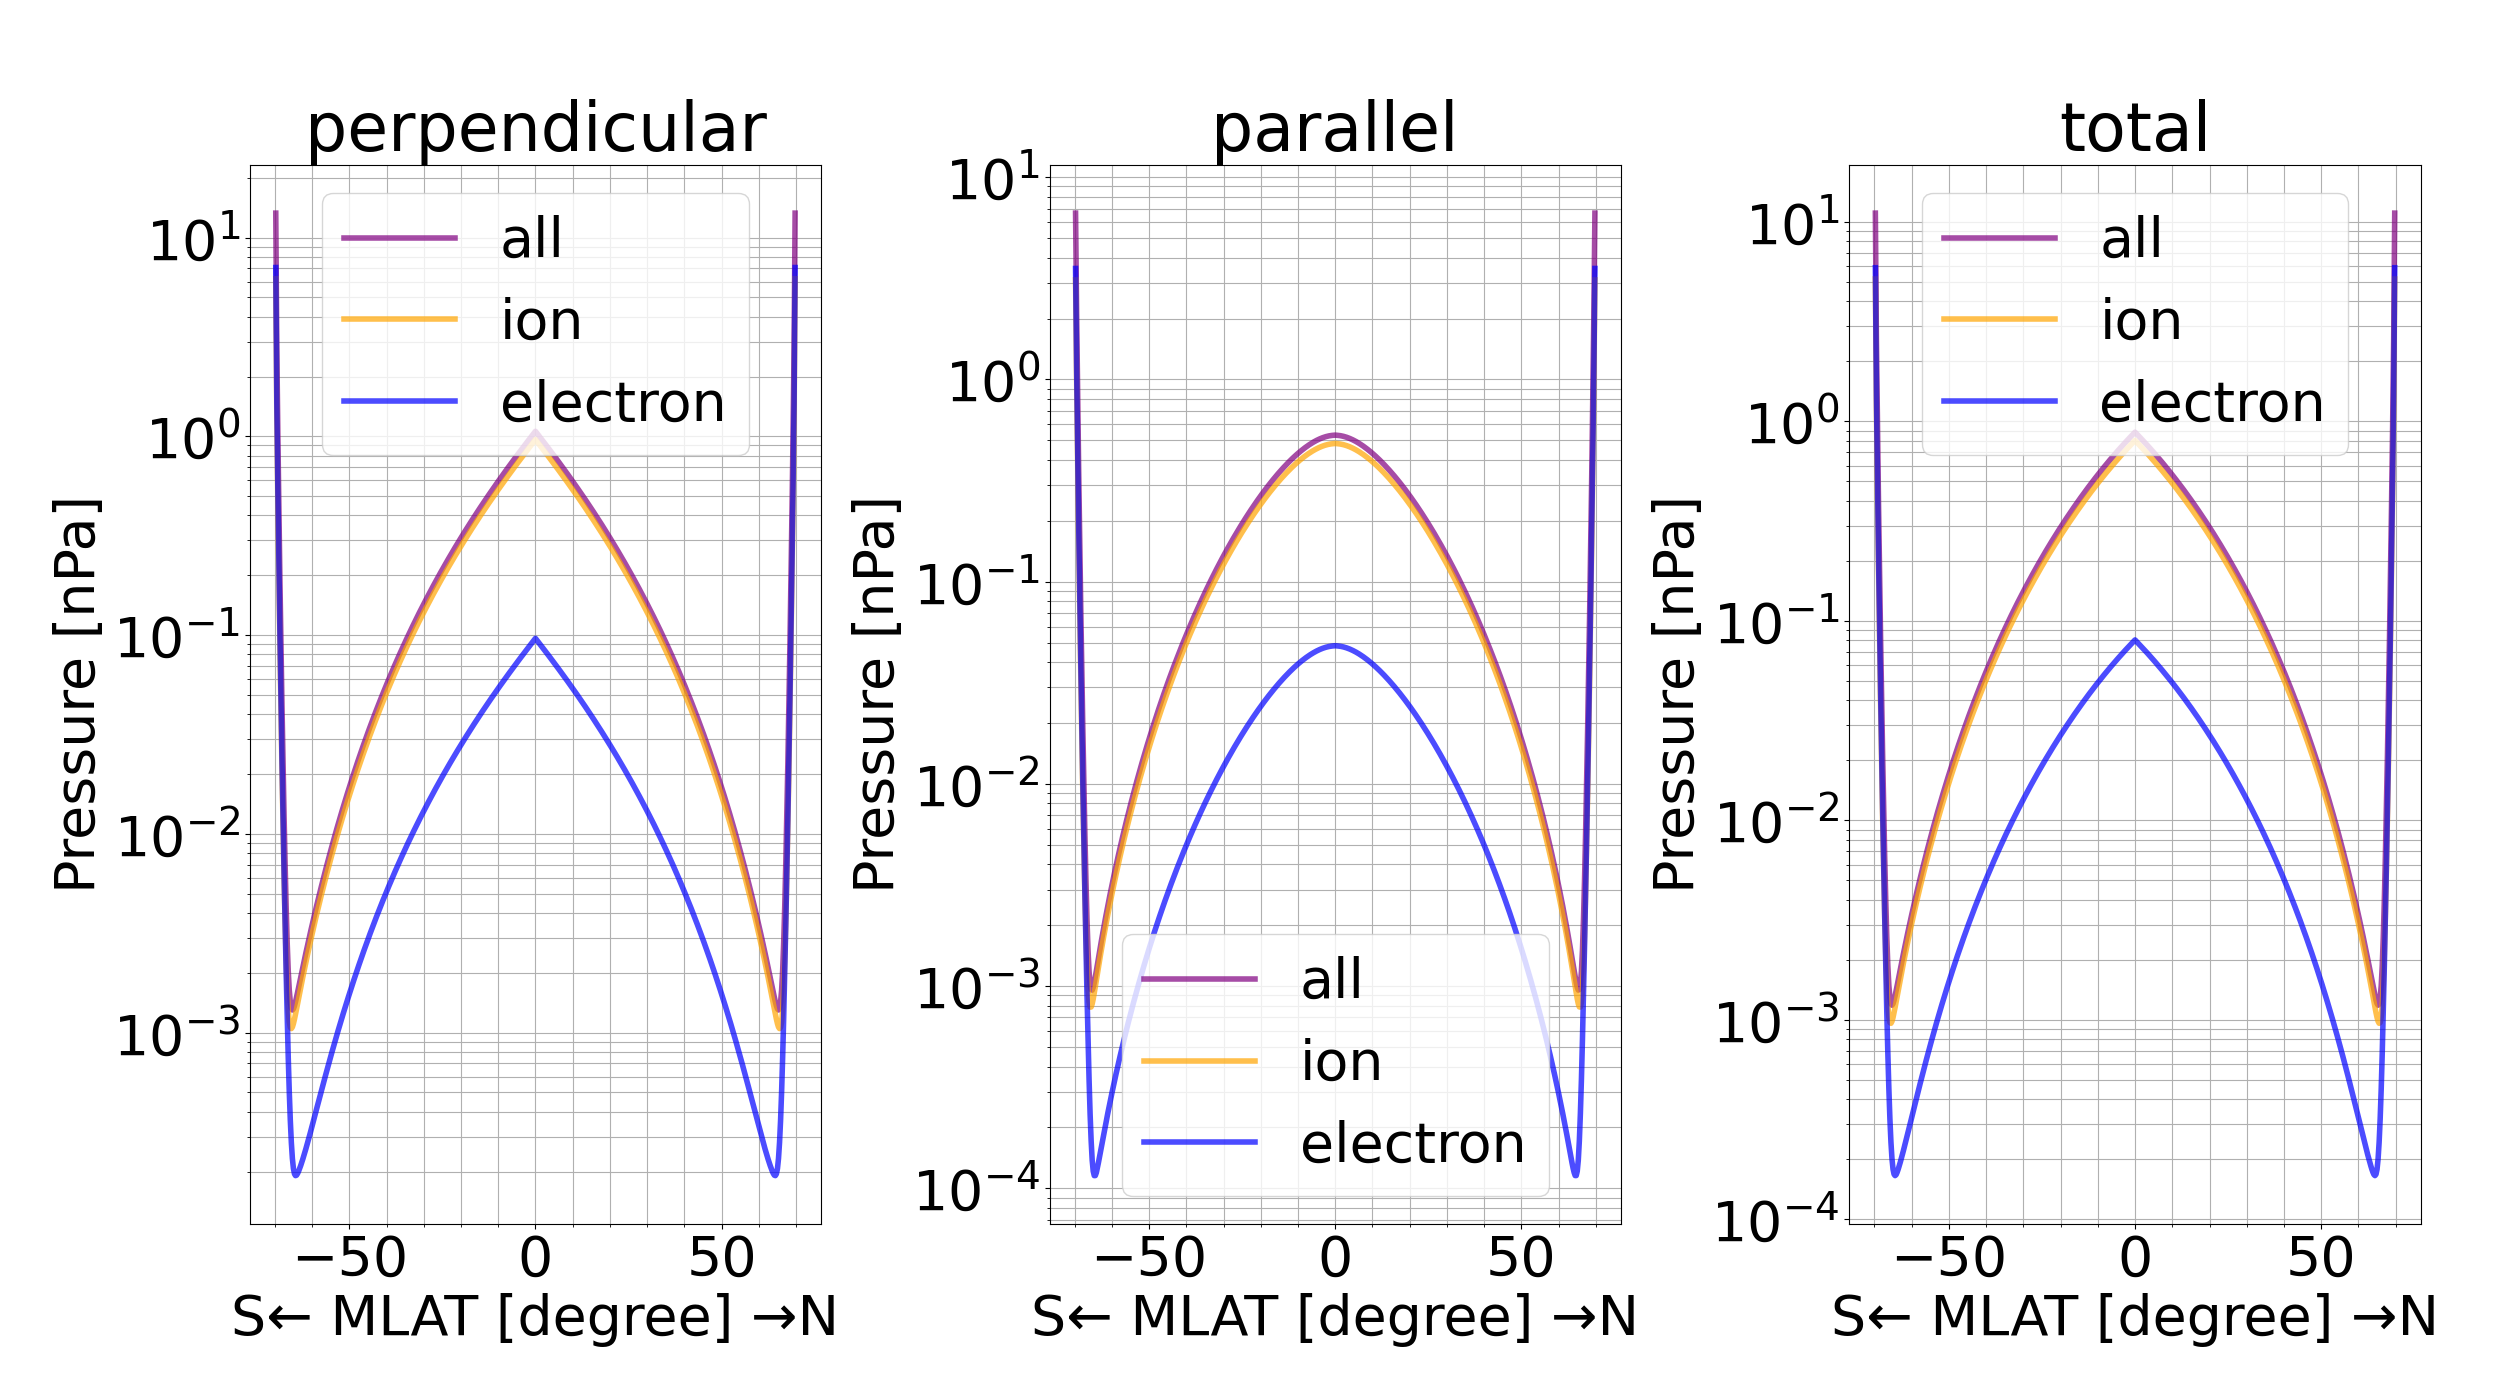 perpendicular
Pressure [nPa]
10¹
10⁰
10⁻¹
10⁻²
10⁻³
all
ion
electron
−50
0
50
S← MLAT [degree] →N
parallel
Pressure [nPa]
10¹
10⁰
10⁻¹
10⁻²
10⁻³
10⁻⁴
all
ion
electron
−50
0
50
S← MLAT [degree] →N
total
Pressure [nPa]
10¹
10⁰
10⁻¹
10⁻²
10⁻³
10⁻⁴
all
ion
electron
−50
0
50
S← MLAT [degree] →N